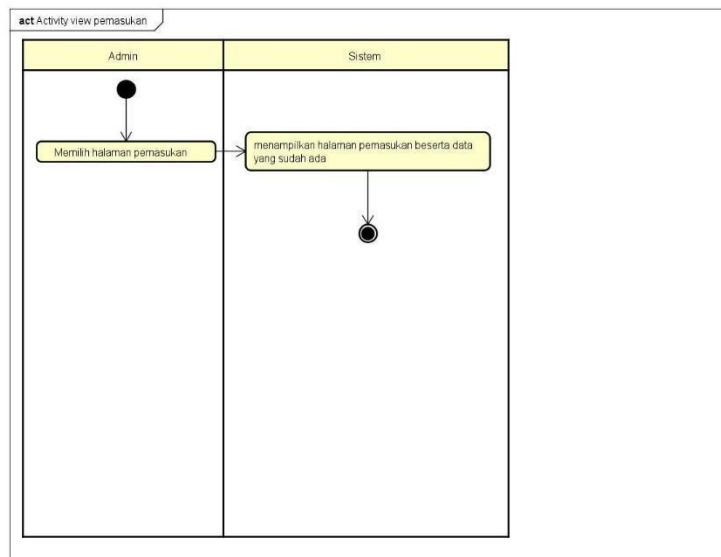 act Activity view pemasukan
Admin
Sistem
Memilih halaman pemasukan
menampilkan halaman pemasukan beserta data
yang sudah ada